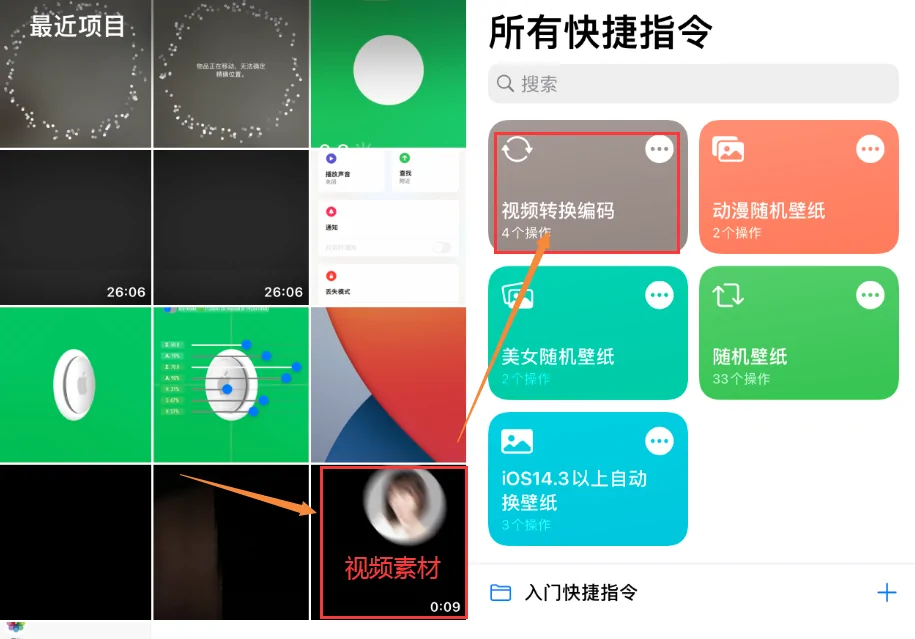 最近项目
物品正在移动，无法确定
精确位置。
播放声音
查找
附近
通知
丢失模式
26:06
26:06
视频素材
0:09
所有快捷指令
搜索
视频转换编码
4个操作
动漫随机壁纸
2个操作
美女随机壁纸
2个操作
随机壁纸
33个操作
iOS14.3以上自动
换壁纸
3个操作
入门快捷指令